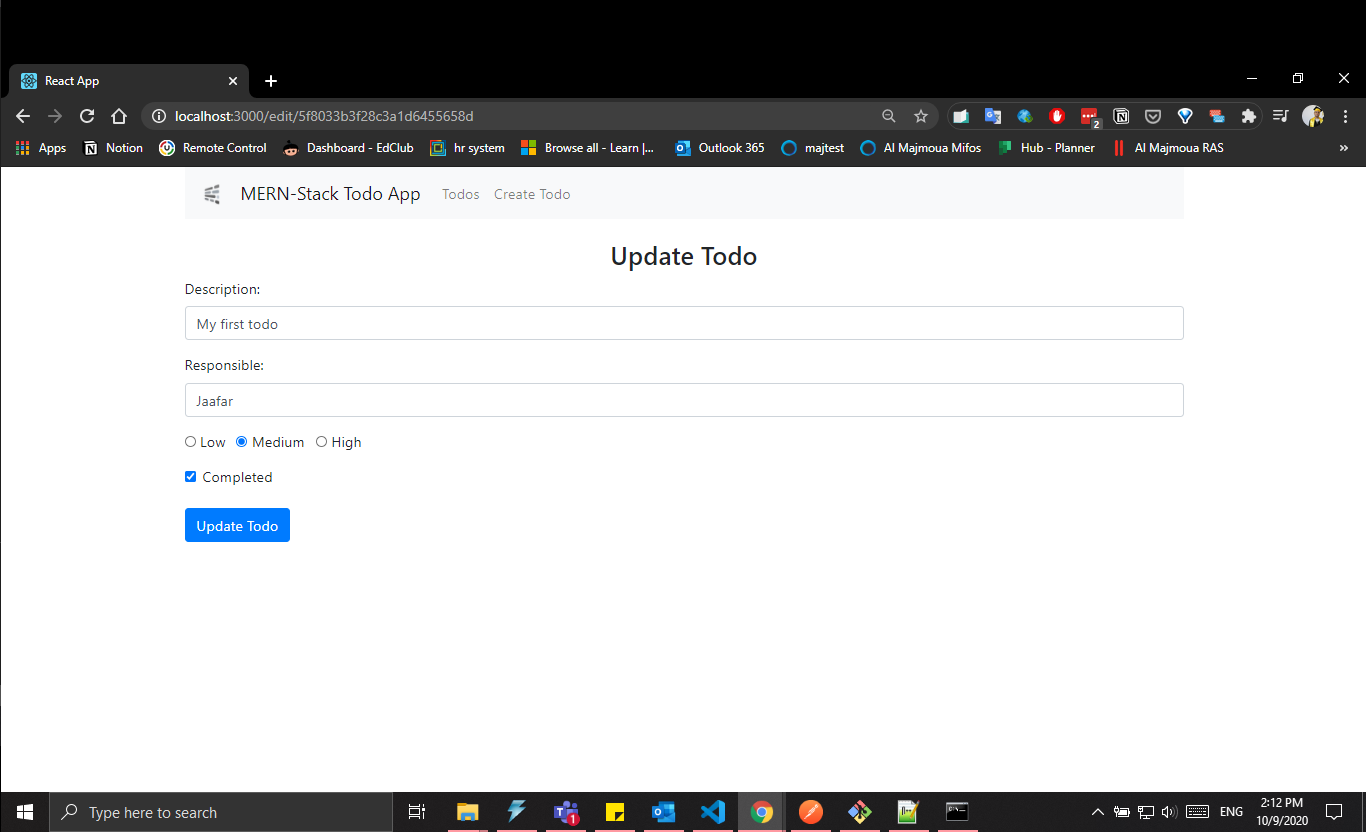 React App
localhost:3000/edit/5f8033b3f28c3a1d6455658d
2
Apps Notion Remote Control Dashboard - EdClub hr system Browse all - Learn |... Outlook 365 majtest Al Majmoua Mifos Hub - Planner Al Majmoua RAS »
MERN-Stack Todo App Todos Create Todo
Update Todo
Description:
My first todo
Responsible:
Jaafar
Low Medium High
Completed
Update Todo
Type here to search
1
ENG
2:12 PM
10/9/2020